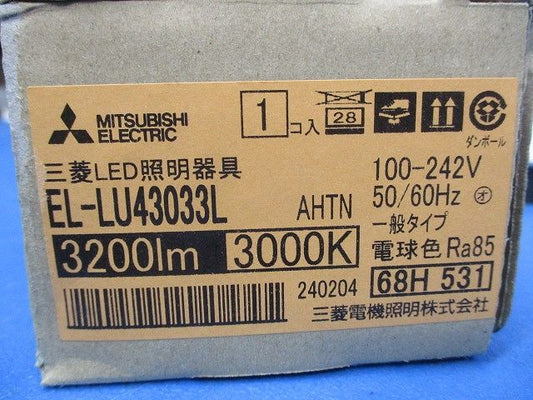 MITSUBISHI
ELECTRIC
1コ入
28
ダンボール
三菱LED照明器具
100-242V
EL-LU43033L
AHTN
50/60Hz オ
一般タイプ
3200lm
3000K
電球色 Ra85
240204
68H 531
三菱電機照明株式会社